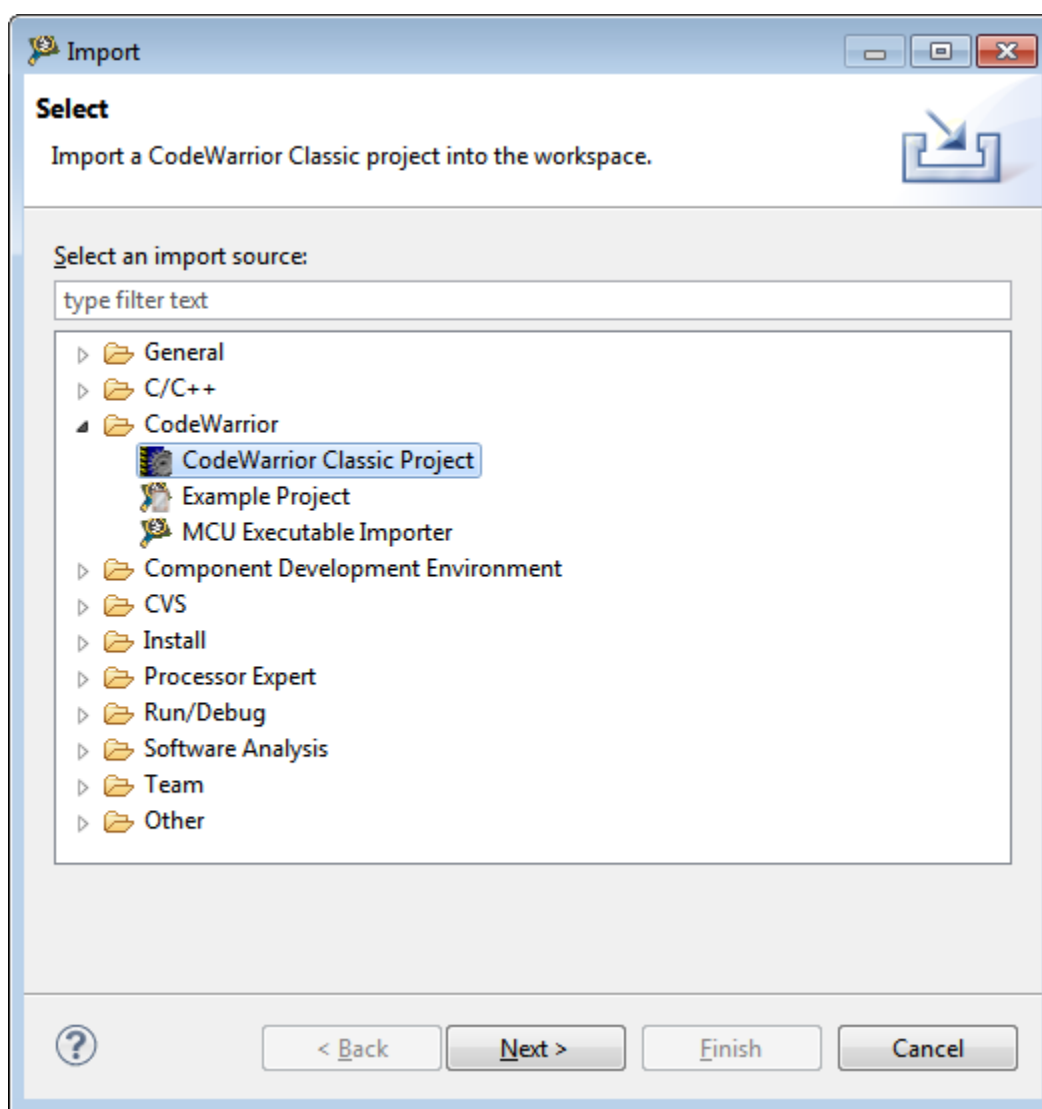 Import
Select
Import a CodeWarrior Classic project into the workspace.
Select an import source:
type filter text
General
C/C++
CodeWarrior
CodeWarrior Classic Project
Example Project
MCU Executable Importer
Component Development Environment
CVS
Install
Processor Expert
Run/Debug
Software Analysis
Team
Other
? < Back Next > Finish Cancel